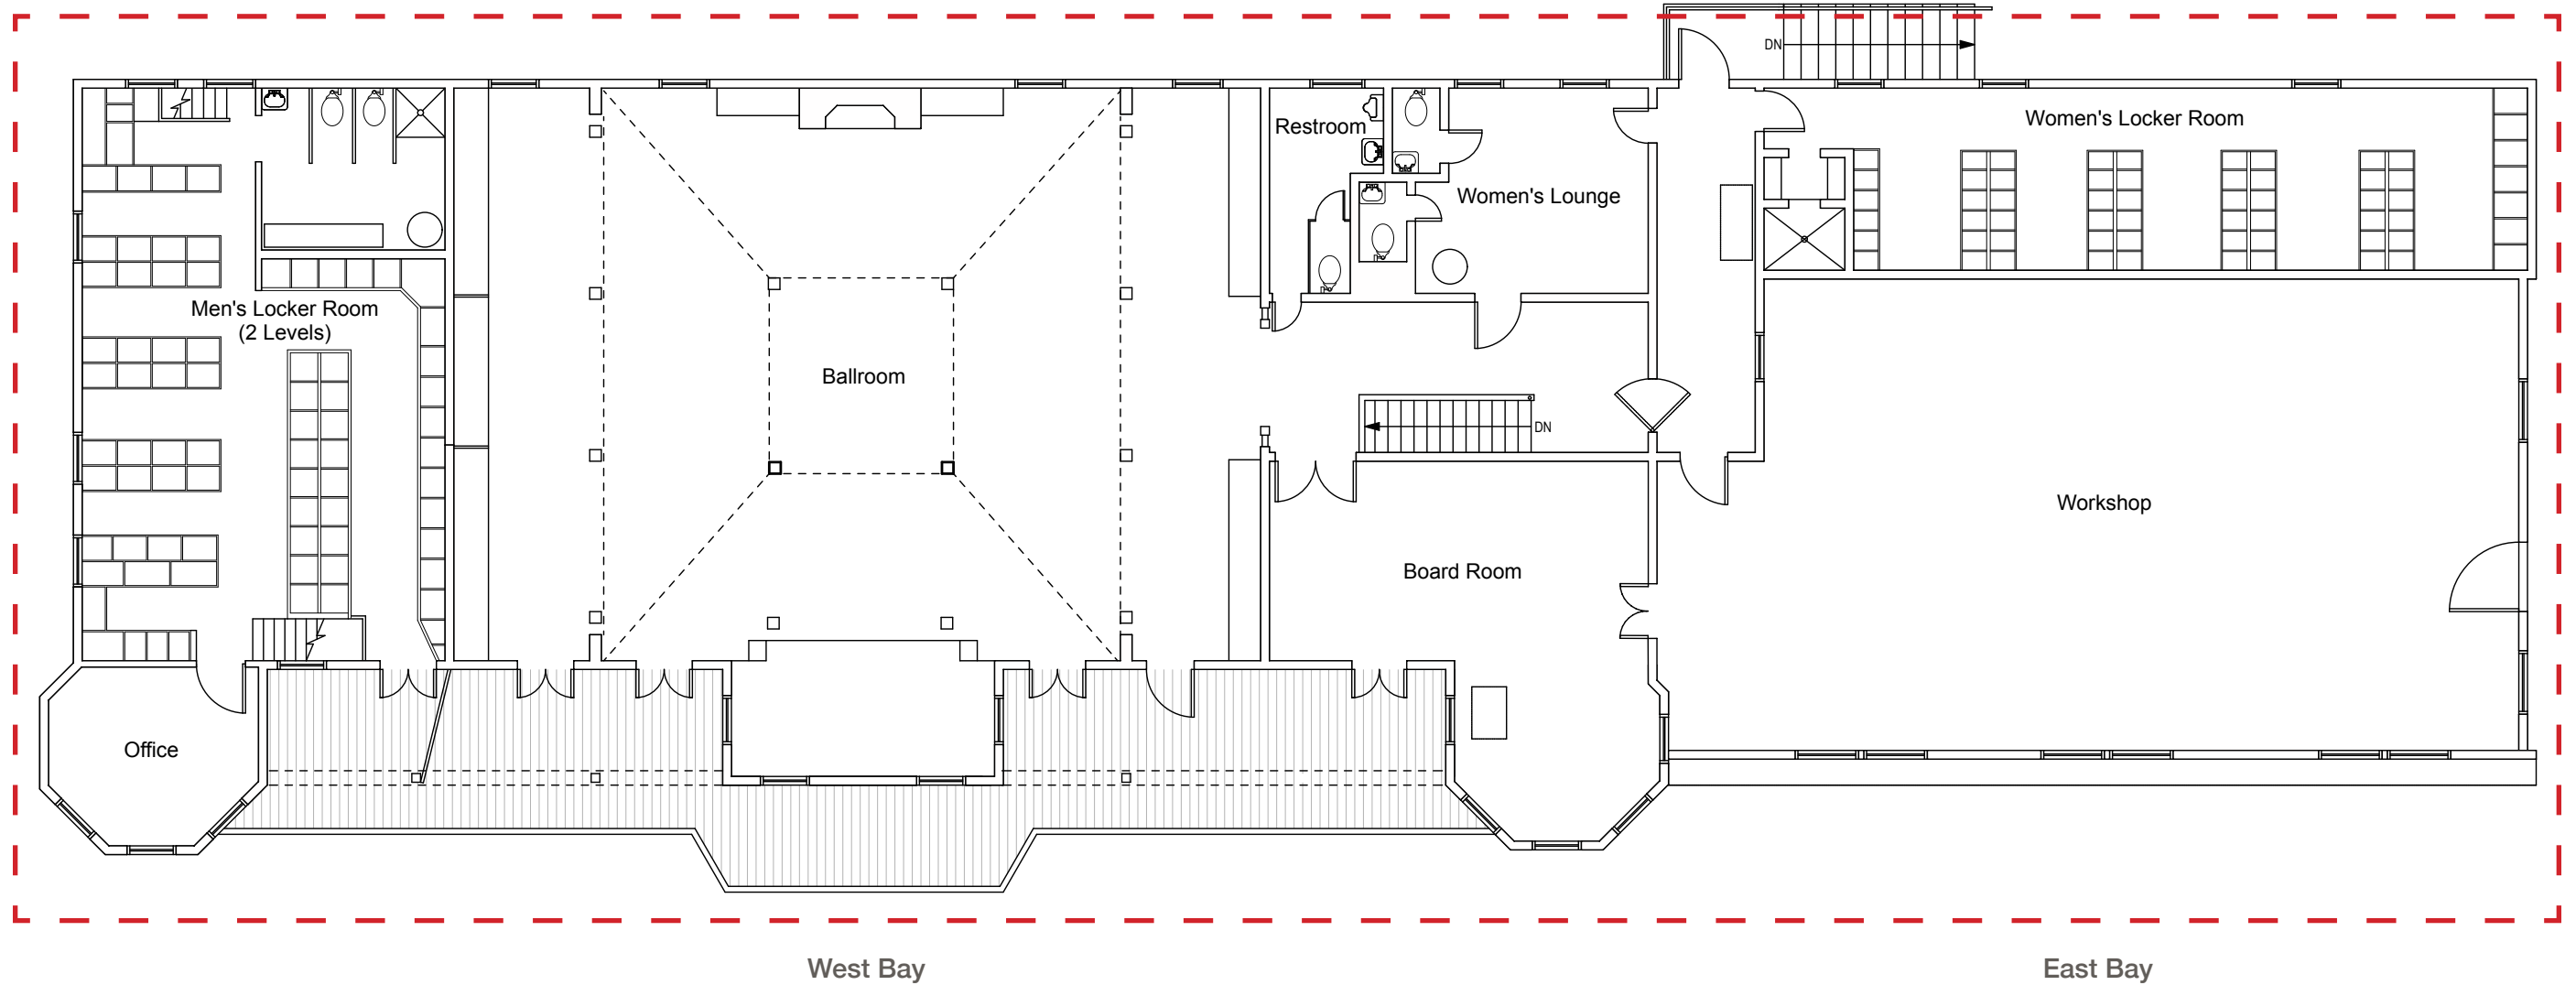 DN
Women's Locker Room
Restroom
Women's Lounge
Men's Locker Room
(2 Levels)
Ballroom
DN
Workshop
Board Room
Office
West Bay
East Bay